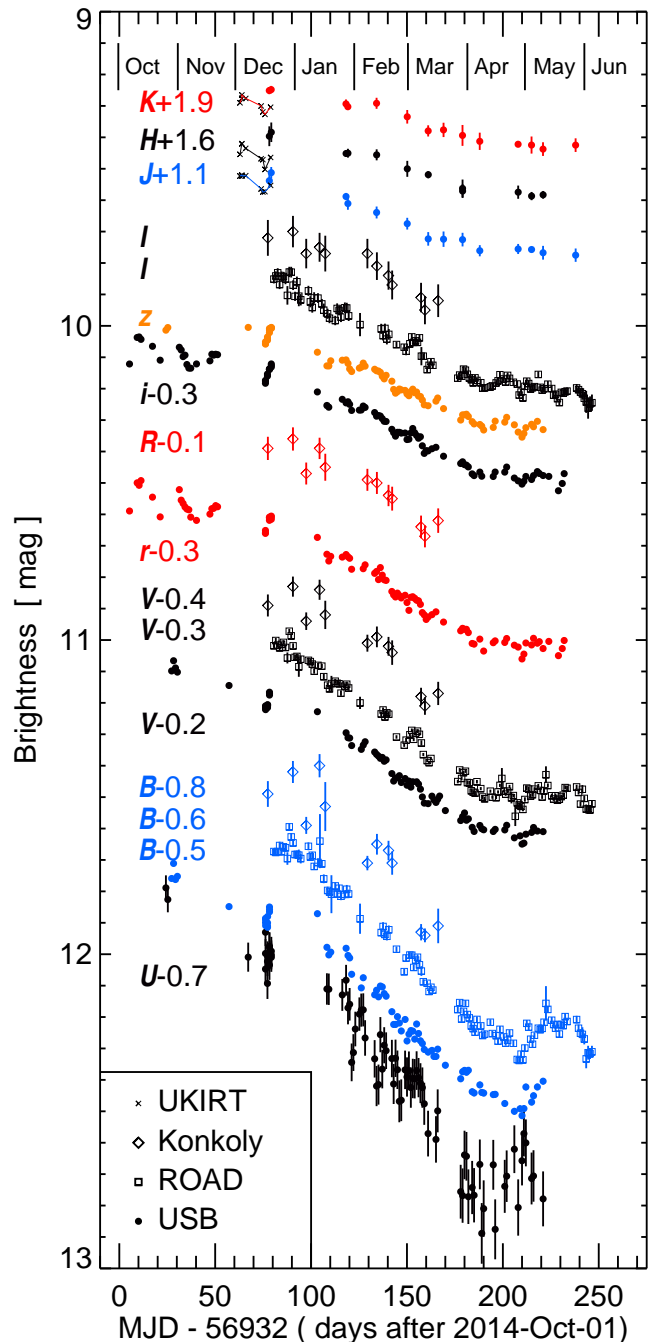 9
Oct Nov Dec Jan Feb Mar Apr May Jun
K+1.9
H+1.6
J+1.1
I
I
10
z
i-0.3
R-0.1
r-0.3
V-0.4
11
V-0.3
V-0.2
B-0.8
B-0.6
B-0.5
12
U-0.7
UKIRT
Konkoly
ROAD
USB
13
0 50 100 150 200 250
MJD - 56932 ( days after 2014-Oct-01)
Brightness [ mag ]